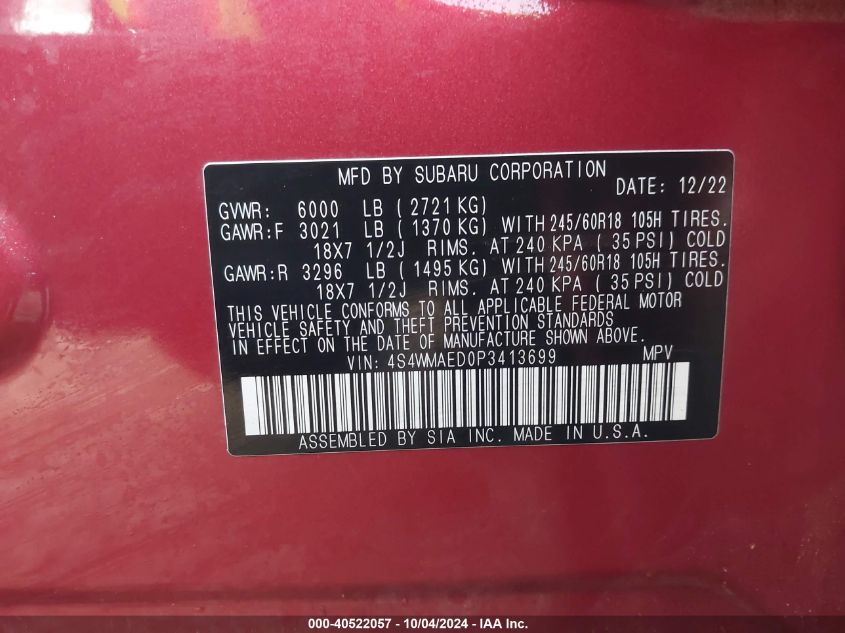 MFD BY SUBARU CORPORATION
DATE: 12/22
GVWR: 6000 LB ( 2721 KG)
GAWR:F 3021 LB ( 1370 KG) WITH 245/60R18 105H TIRES.
18X7 1/2J RIMS. AT 240 KPA ( 35 PSI) COLD
GAWR:R 3296 LB ( 1495 KG) WITH 245/60R18 105H TIRES.
18X7 1/2J RIMS. AT 240 KPA ( 35 PSI) COLD
THIS VEHICLE CONFORMS TO ALL APPLICABLE FEDERAL MOTOR
VEHICLE SAFETY AND THEFT PREVENTION STANDARDS
IN EFFECT ON THE DATE OF MANUFACTURE SHOWN ABOVE.
VIN: 4S4WMAED0P3413699 MPV
ASSEMBLED BY SIA INC. MADE IN U.S.A.
000-40522057 - 10/04/2024 - IAAI.COM